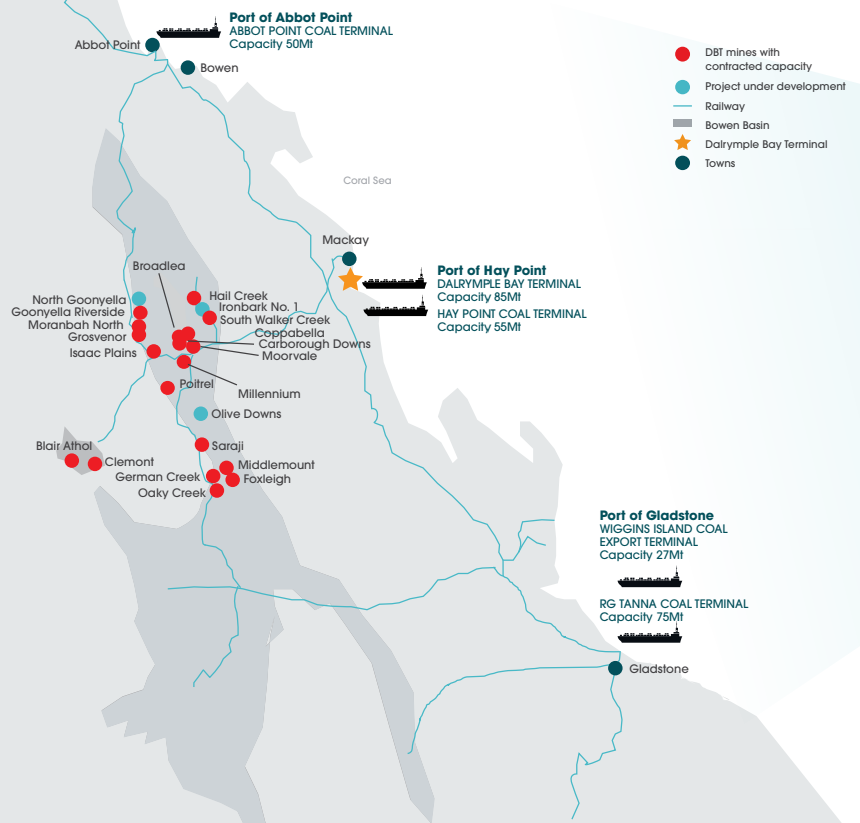 Port of Abbot Point
ABBOT POINT COAL TERMINAL
Capacity 50Mt
Abbot Point
Bowen
DBT mines with
contracted capacity
Project under development
Railway
Bowen Basin
Dalrymple Bay Terminal
Towns
Coral Sea
Mackay
Port of Hay Point
DALRYMPLE BAY TERMINAL
Capacity 85Mt
HAY POINT COAL TERMINAL
Capacity 55Mt
Broadlea
North Goonyella
Goonyella Riverside
Moranbah North
Grosvenor
Isaac Plains
Hail Creek
Ironbark No. 1
South Walker Creek
Coppabella
Carborough Downs
Moorvale
Millennium
Poitrel
Olive Downs
Saraji
Blair Athol
Clemont
Middlemount
German Creek
Foxleigh
Oaky Creek
Port of Gladstone
WIGGINS ISLAND COAL
EXPORT TERMINAL
Capacity 27Mt
RG TANNA COAL TERMINAL
Capacity 75Mt
Gladstone